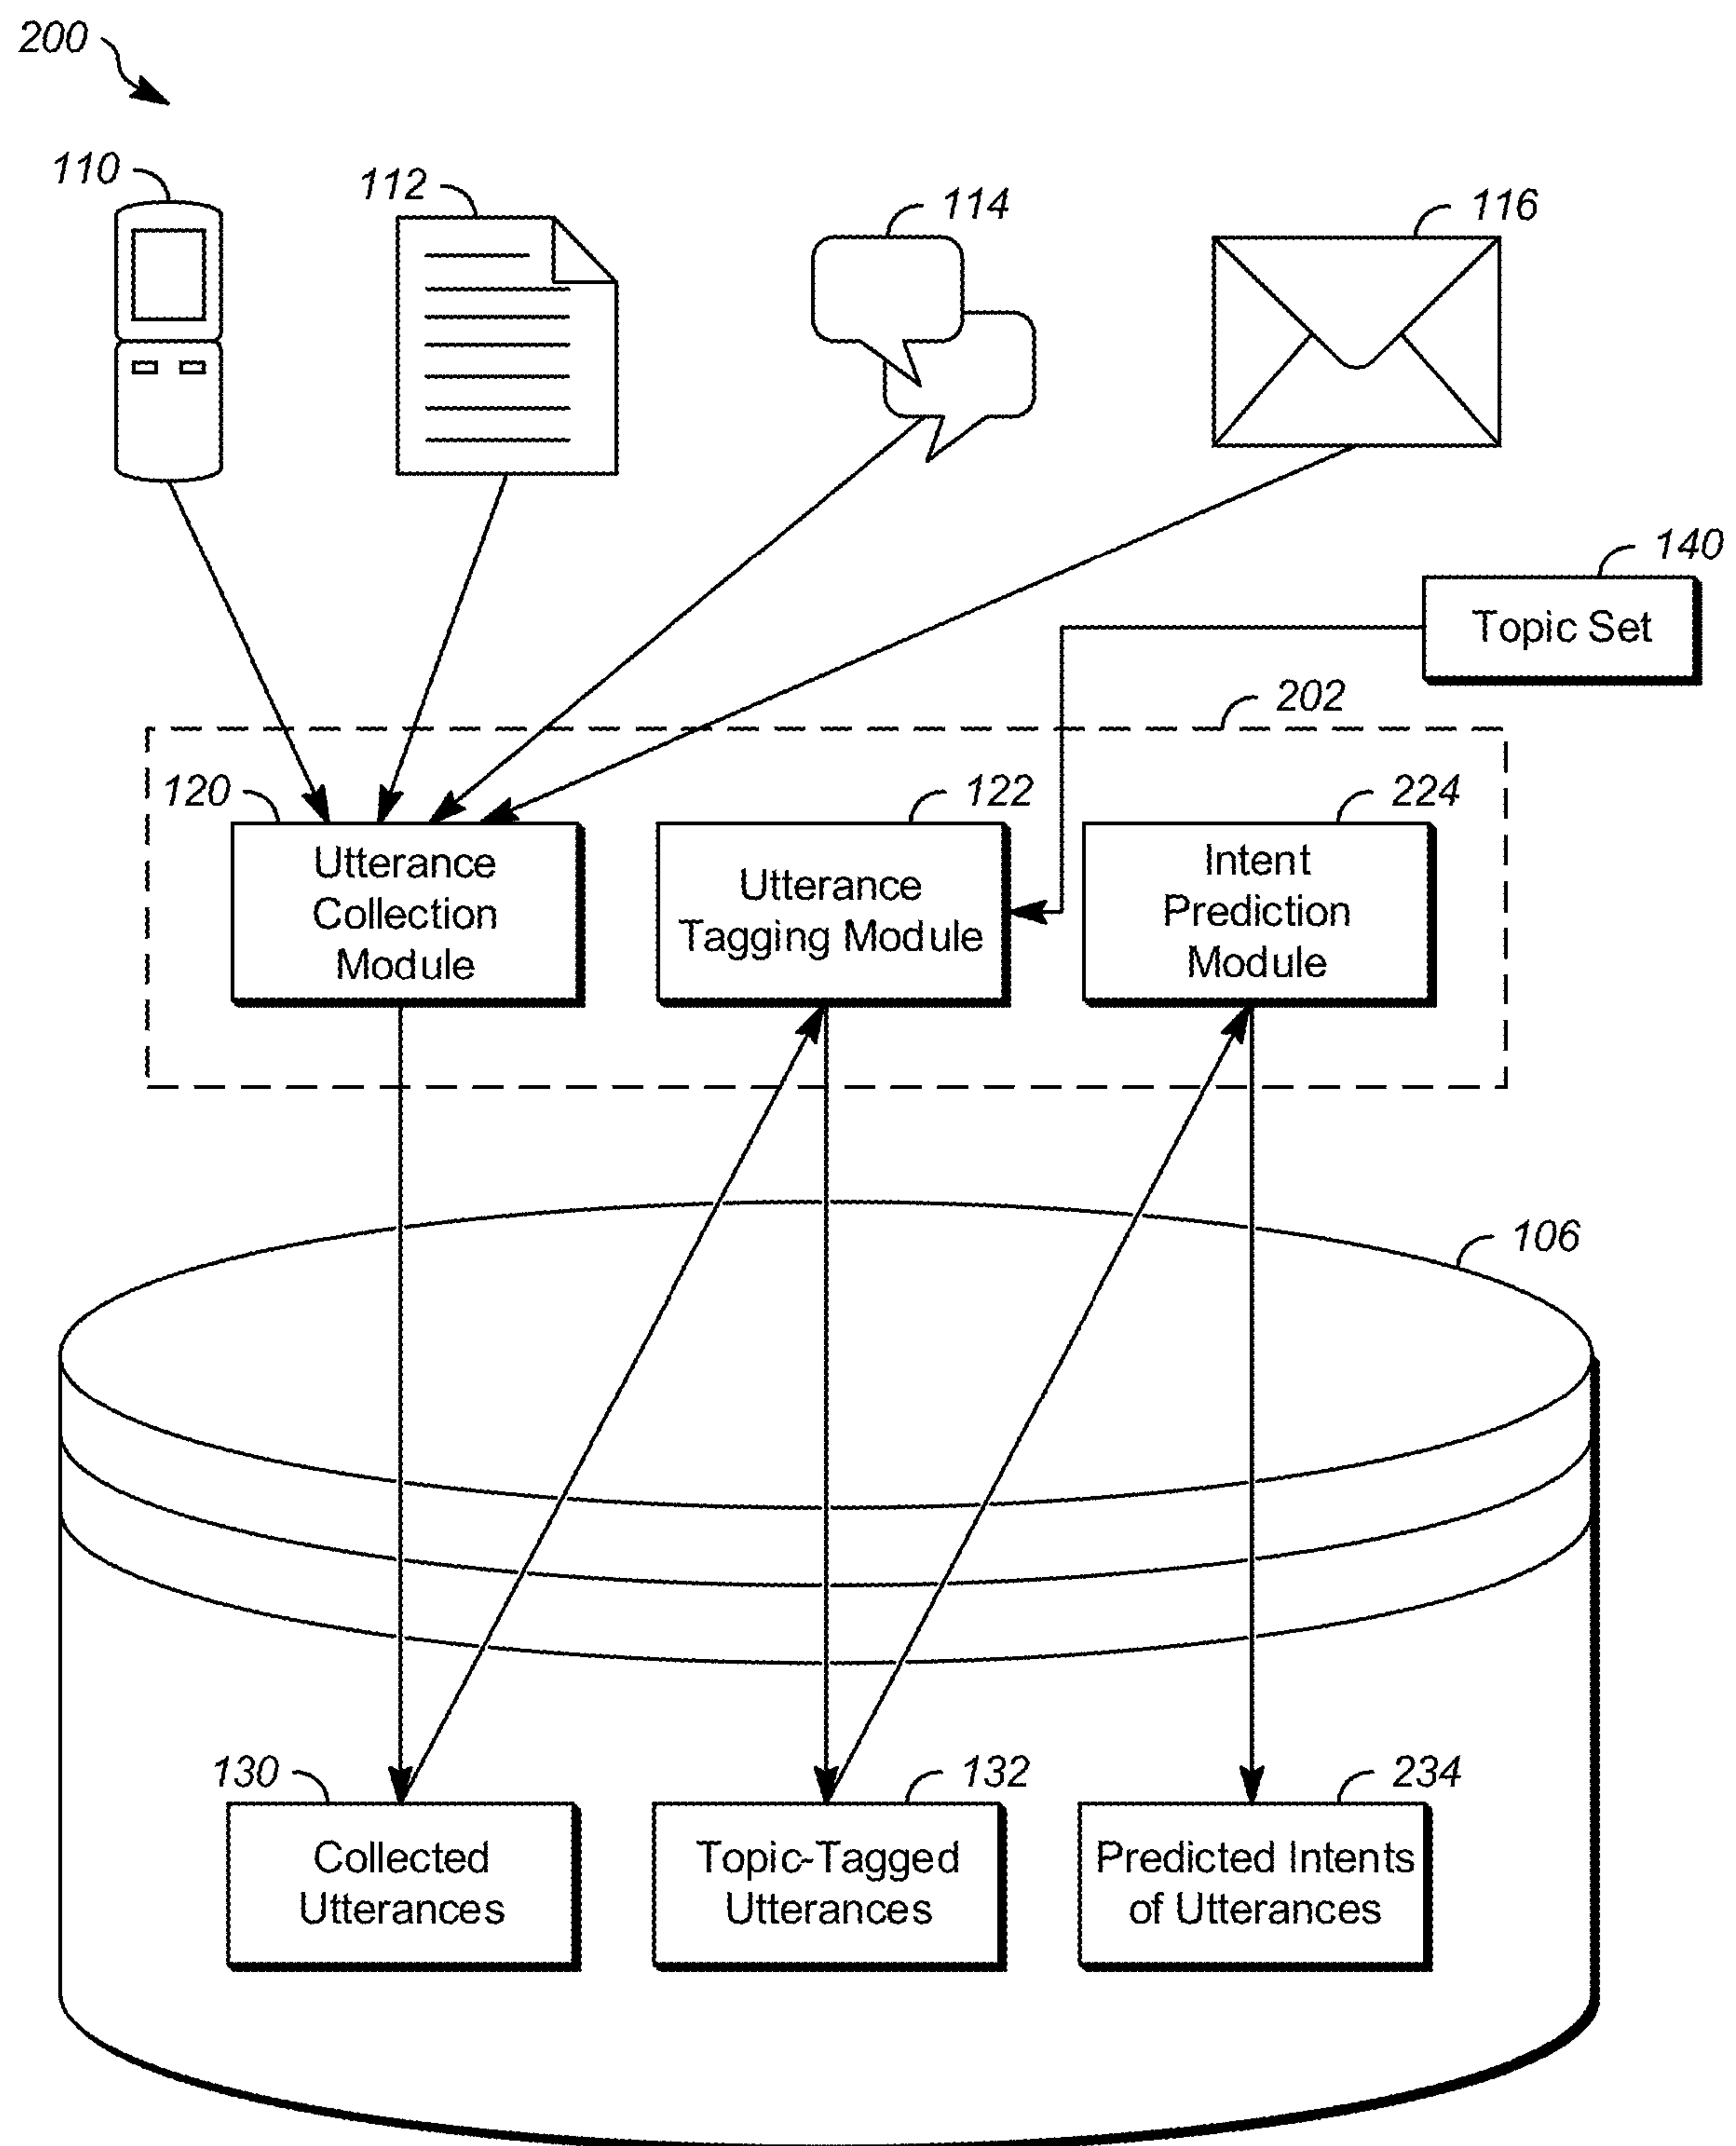 200
110
112
114
116
140
Topic Set
202
120
122
224
Utterance
Collection
Module
Utterance
Tagging Module
Intent
Prediction
Module
106
130
132
234
Collected
Utterances
Topic-Tagged
Utterances
Predicted Intents
of Utterances